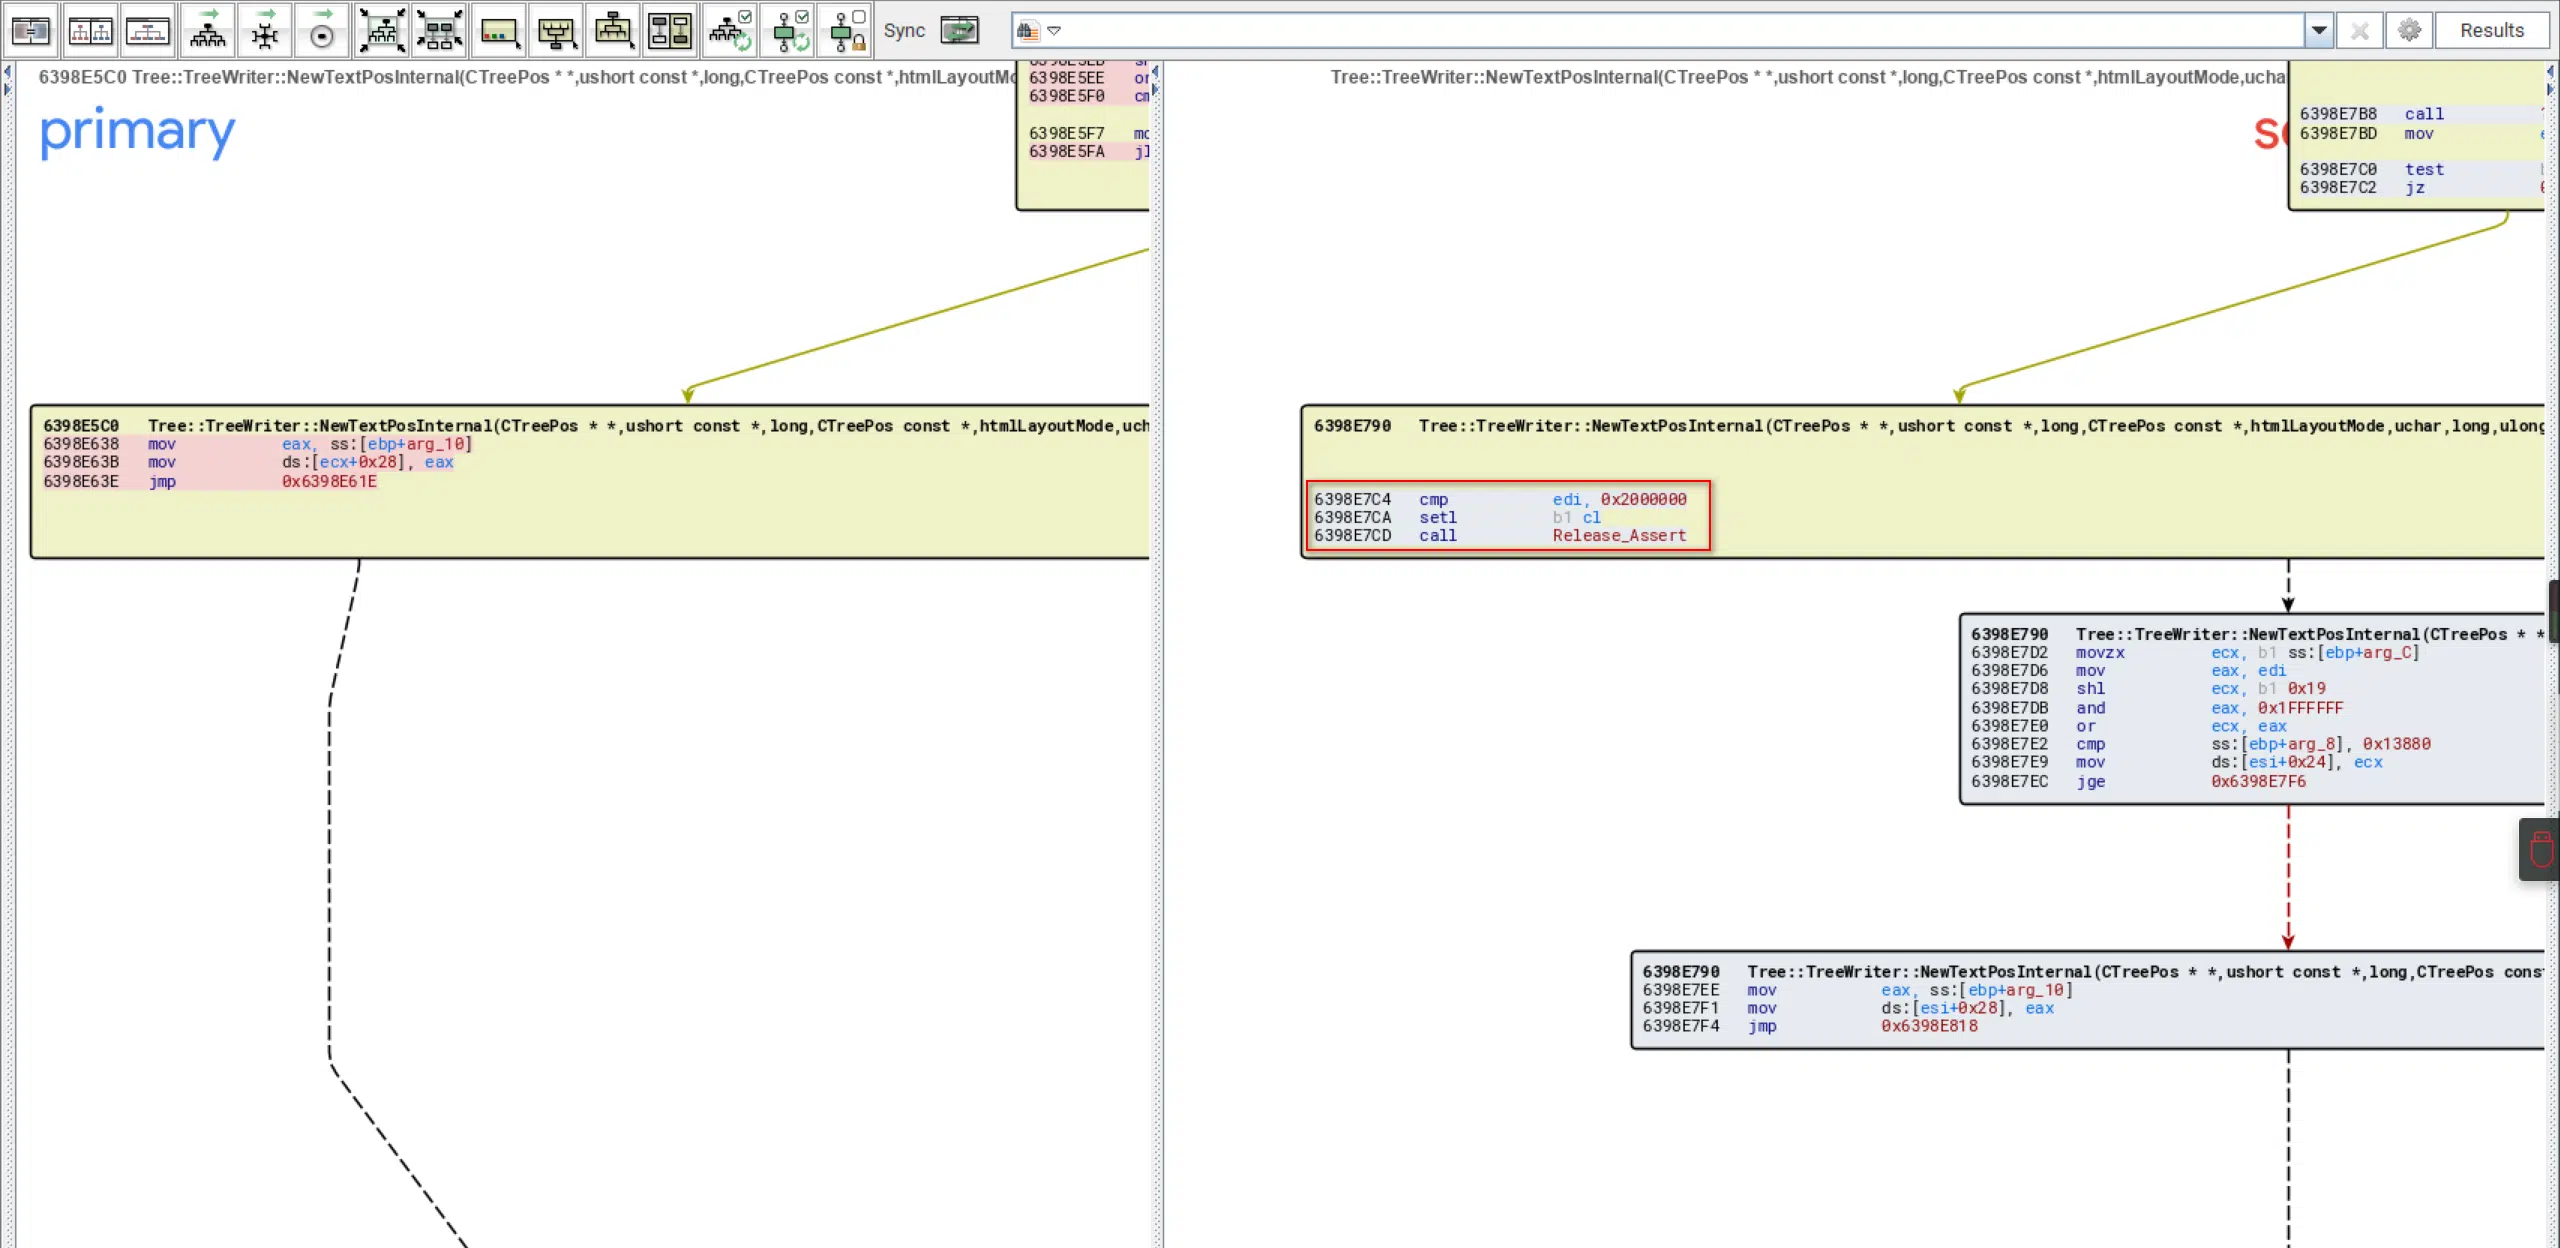 Sync
Results
6398E5C0 Tree::TreeWriter::NewTextPosInternal(CTreePos * *,ushort const *,long,CTreePos const *,htmlLayoutMo
primary
6398E5EE or
6398E5F0 cm
6398E5F7 mo
6398E5FA jl
6398E5C0 Tree::TreeWriter::NewTextPosInternal(CTreePos * *,ushort const *,long,CTreePos const *,htmlLayoutMode,uch
6398E638 mov eax, ss:[ebp+arg_10]
6398E63B mov ds:[ecx+0x28], eax
6398E63E jmp 0x6398E61E
Tree::TreeWriter::NewTextPosInternal(CTreePos * *,ushort const *,long,CTreePos const *,htmlLayoutMode,ucha
6398E7B8 call
6398E7BD mov
6398E7C0 test
6398E7C2 jz
6398E790 Tree::TreeWriter::NewTextPosInternal(CTreePos * *,ushort const *,long,CTreePos const *,htmlLayoutMode,uchar,long,ulong
6398E7C4 cmp edi, 0x2000000
6398E7CA setl b1 cl
6398E7CD call Release_Assert
6398E790 Tree::TreeWriter::NewTextPosInternal(CTreePos * *
6398E7D2 movzx ecx, b1 ss:[ebp+arg_C]
6398E7D6 mov eax, edi
6398E7D8 shl ecx, b1 0x19
6398E7DB and eax, 0x1FFFFFF
6398E7E0 or ecx, eax
6398E7E2 cmp ss:[ebp+arg_8], 0x13880
6398E7E9 mov ds:[esi+0x24], ecx
6398E7EC jge 0x6398E7F6
6398E790 Tree::TreeWriter::NewTextPosInternal(CTreePos * *,ushort const *,long,CTreePos cons
6398E7EE mov eax, ss:[ebp+arg_10]
6398E7F1 mov ds:[esi+0x28], eax
6398E7F4 jmp 0x6398E818